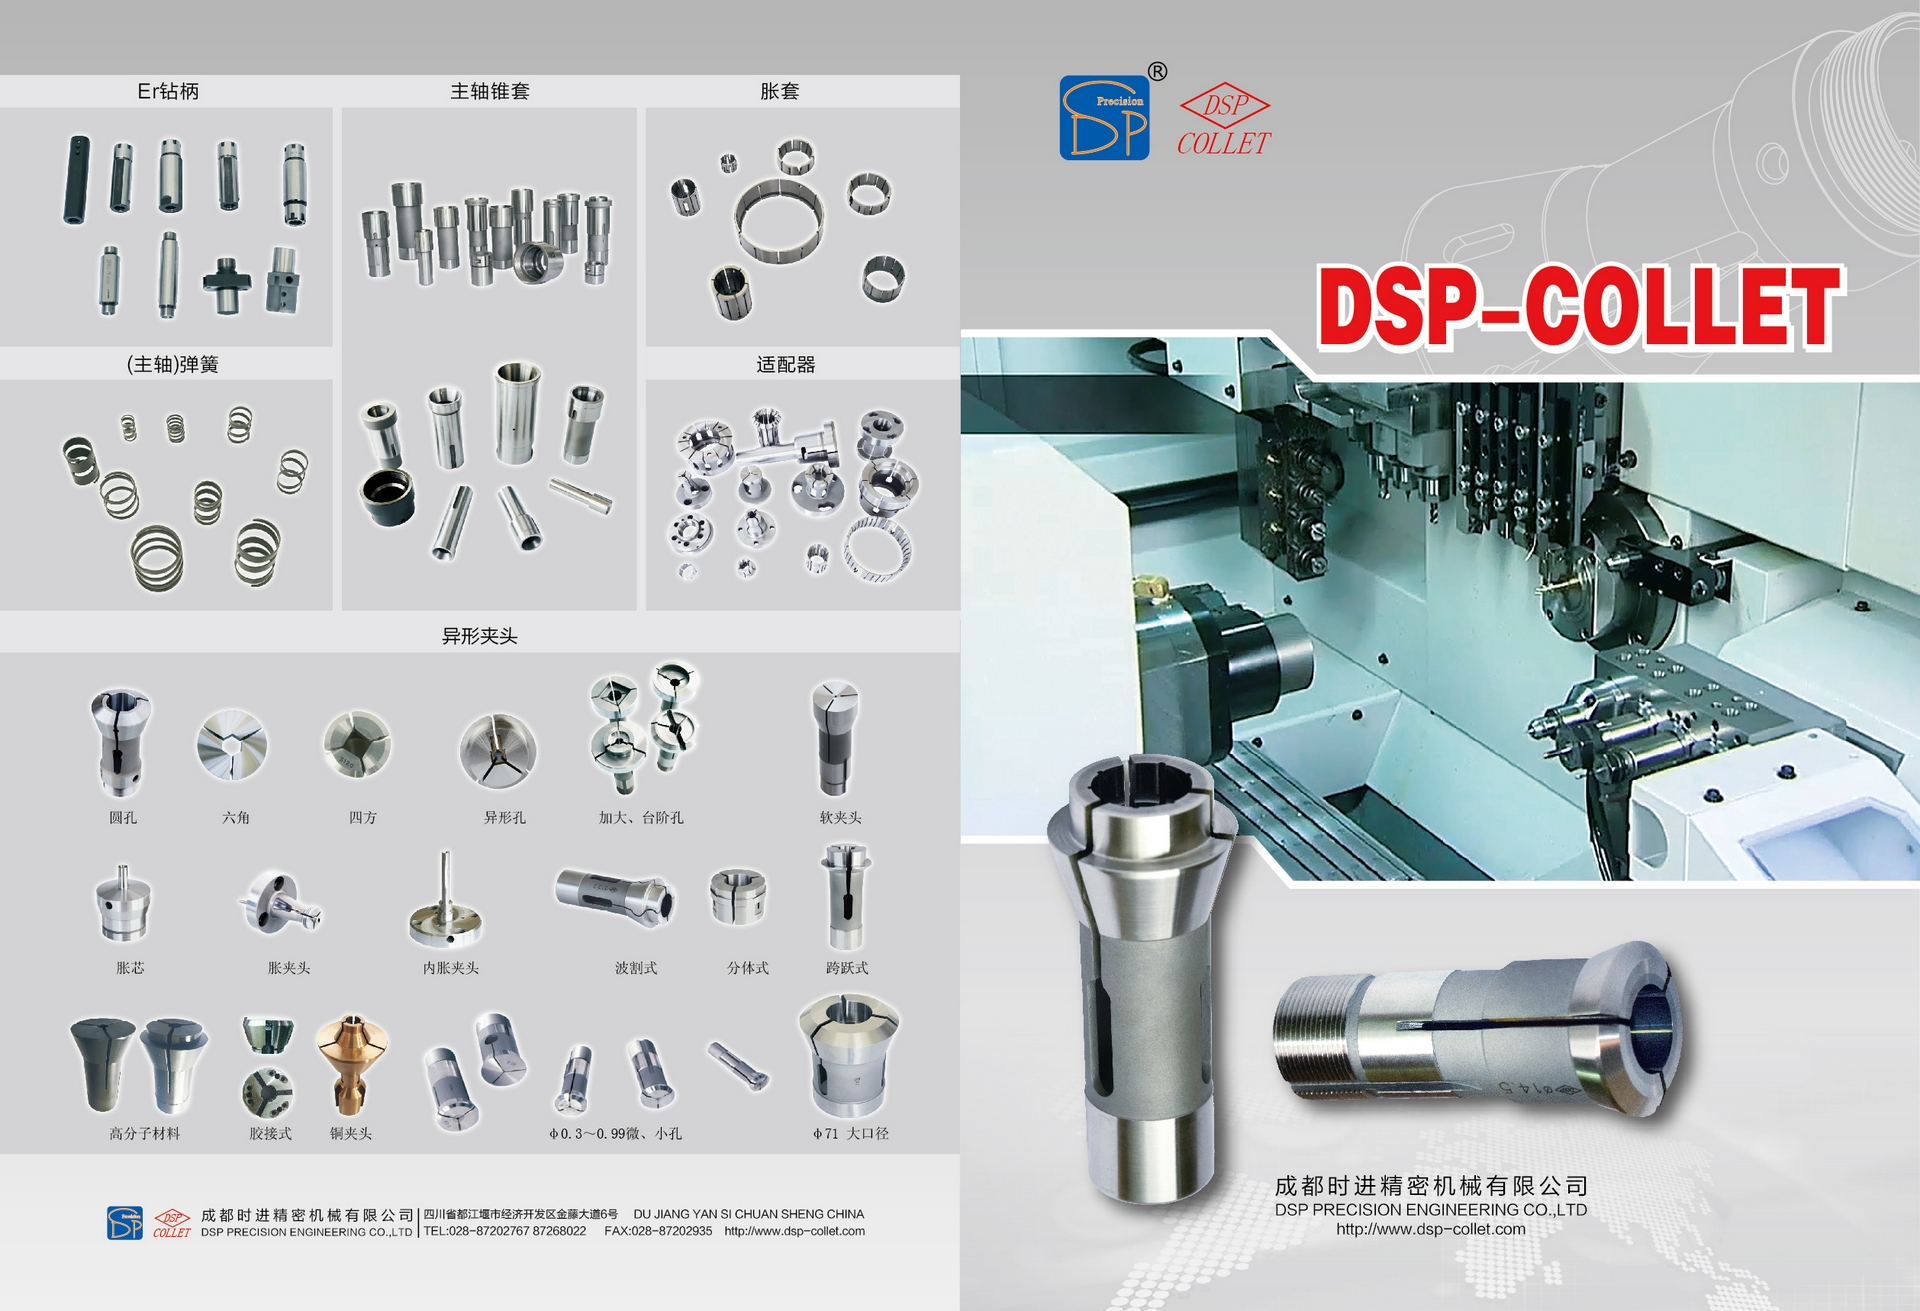 Er钻柄
主轴锥套
胀套
(主轴)弹簧
适配器
异形夹头
圆孔
六角
四方
异形孔
加大、台阶孔
软夹头
胀芯
胀夹头
内胀夹头
波割式
分体式
跨跃式
高分子材料
胶接式
铜夹头
φ0.3～0.99微、小孔
φ71 大口径
Precision
SDP
DSP
COLLET
成都时进精密机械有限公司
DSP PRECISION ENGINEERING CO.,LTD
四川省都江堰市经济开发区金藤大道6号 DU JIANG YAN SI CHUAN SHENG CHINA
TEL:028-87202767 87268022 FAX:028-87202935 http://www.dsp-collet.com
®
Precision
SDP
DSP
COLLET
DSP-COLLET
ø14.5
成都时进精密机械有限公司
DSP PRECISION ENGINEERING CO.,LTD
http://www.dsp-collet.com